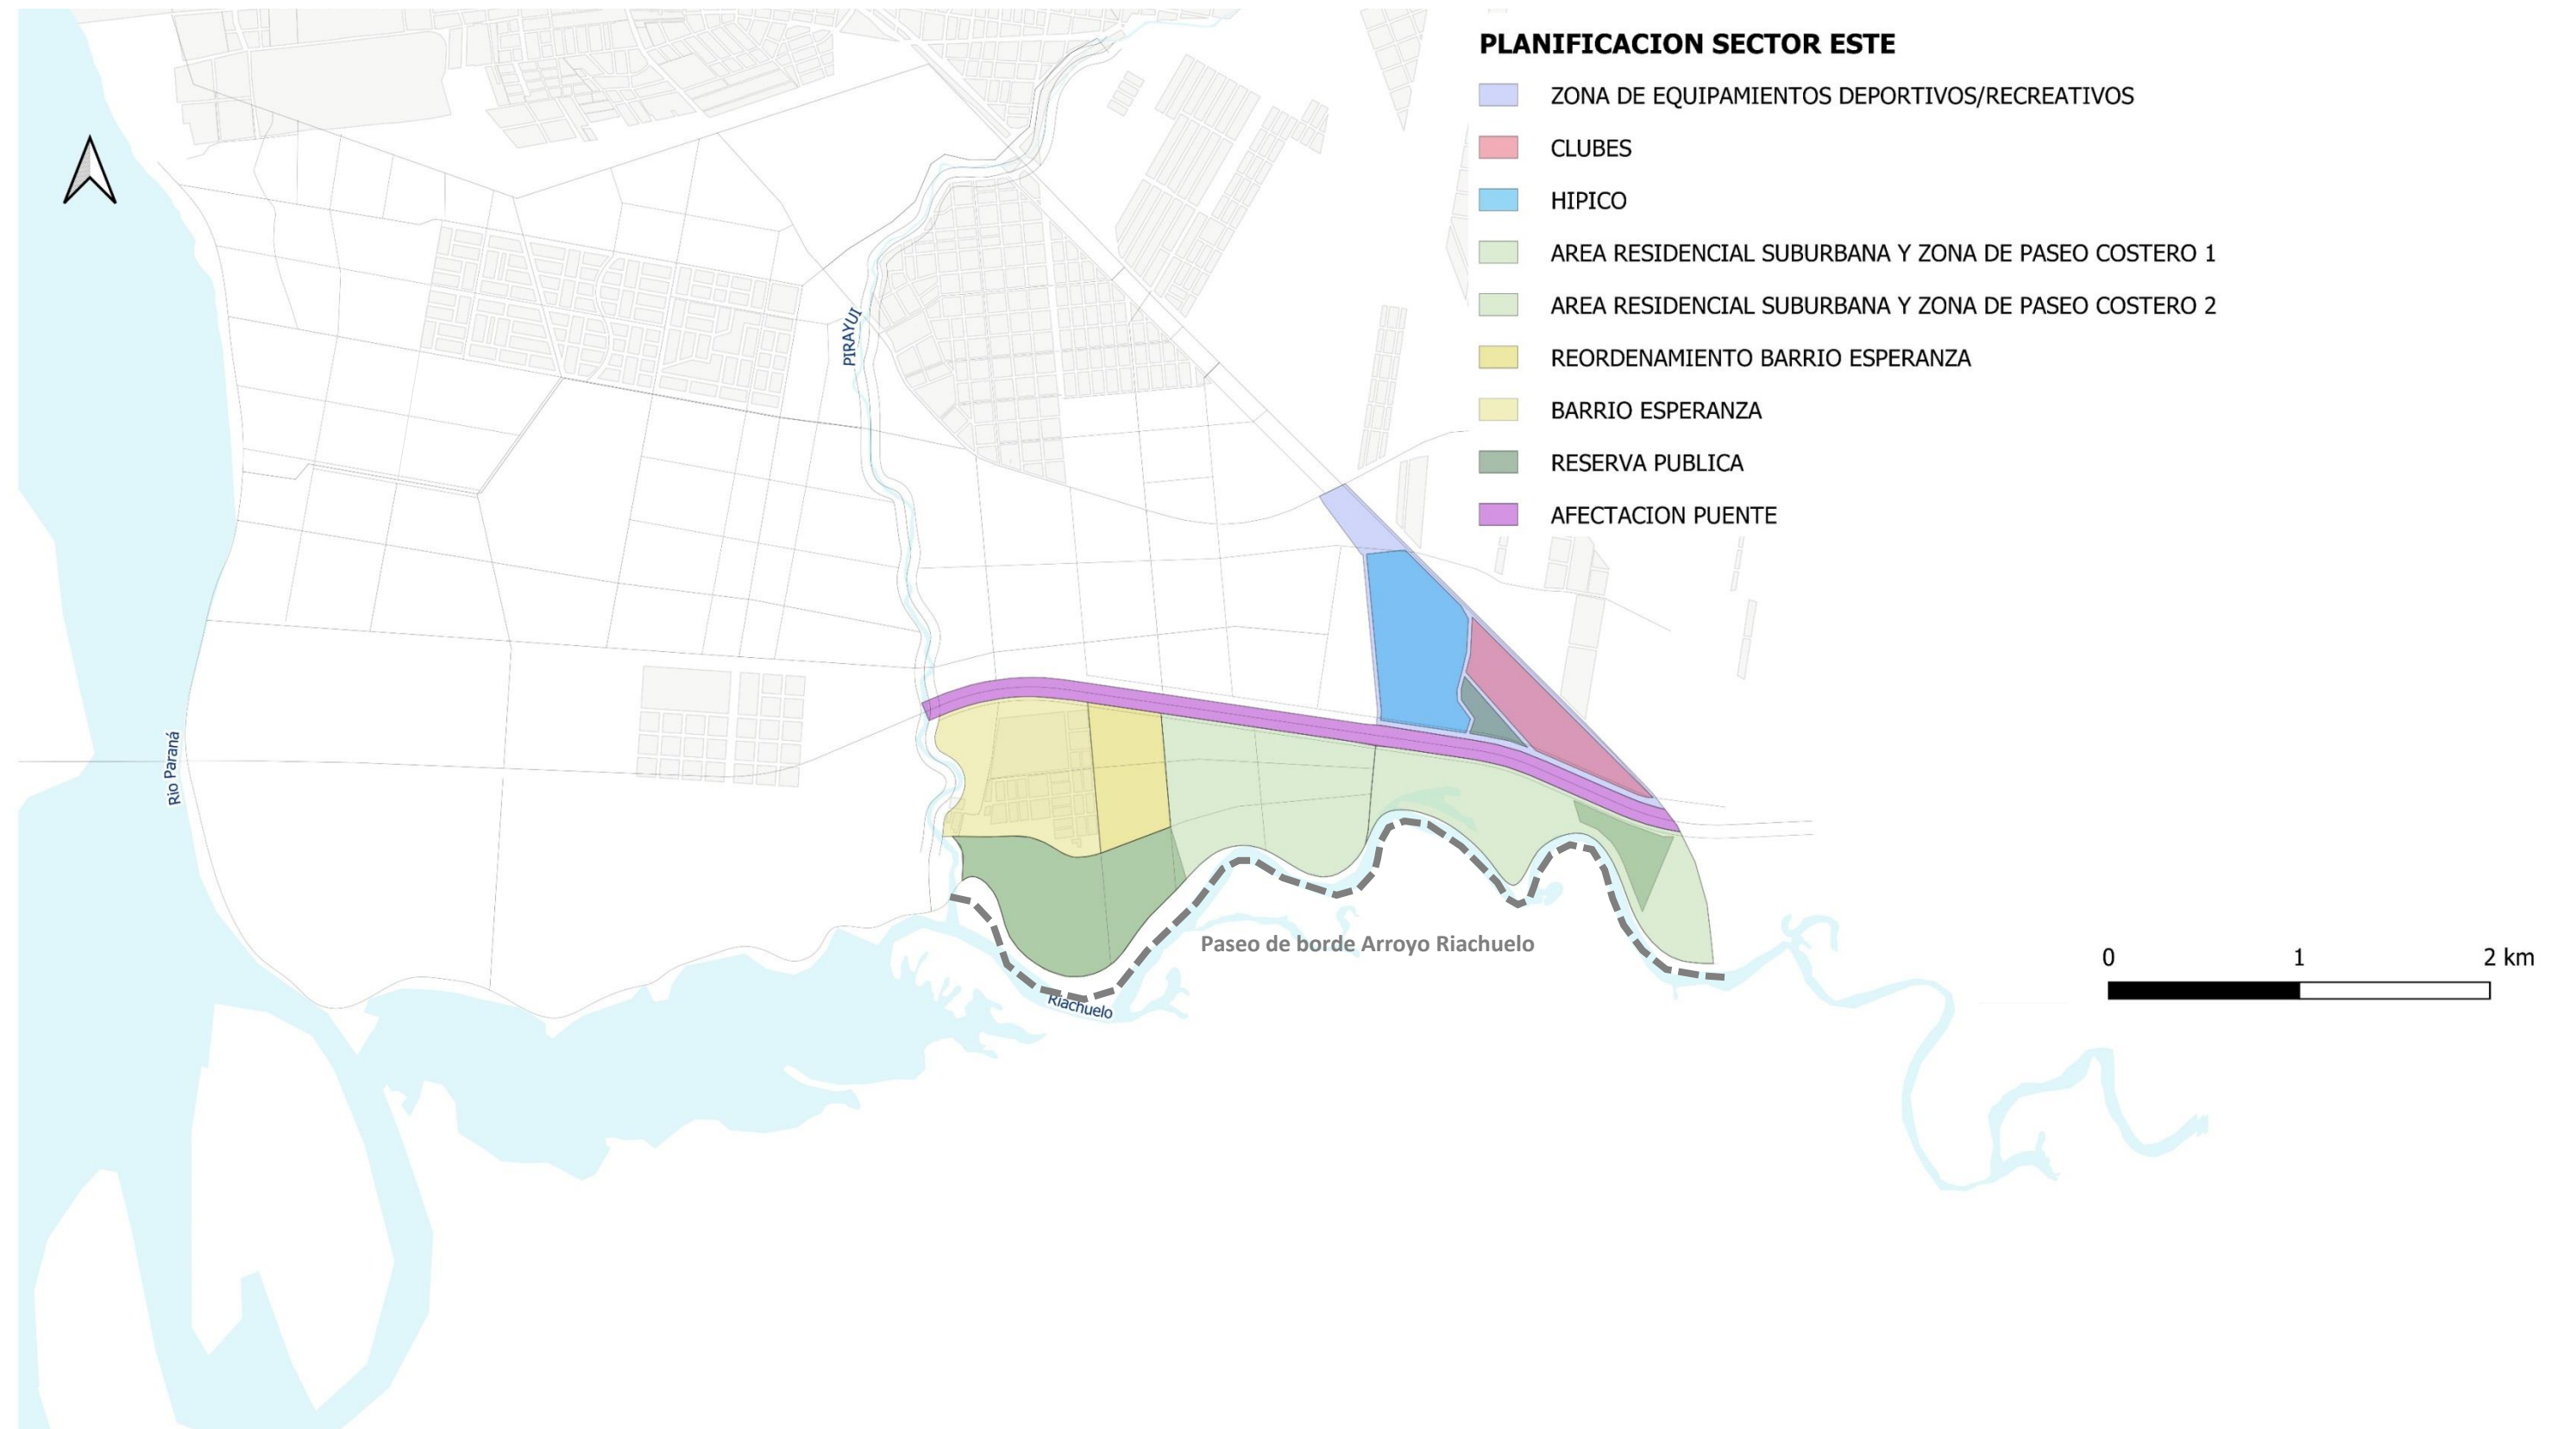 PLANIFICACION SECTOR ESTE
ZONA DE EQUIPAMIENTOS DEPORTIVOS/RECREATIVOS
CLUBES
HIPICO
AREA RESIDENCIAL SUBURBANA Y ZONA DE PASEO COSTERO 1
AREA RESIDENCIAL SUBURBANA Y ZONA DE PASEO COSTERO 2
REORDENAMIENTO BARRIO ESPERANZA
BARRIO ESPERANZA
RESERVA PUBLICA
AFECTACION PUENTE
PIRAYUI
Rio Paraná
Paseo de borde Arroyo Riachuelo
Riachuelo
0 1 2 km